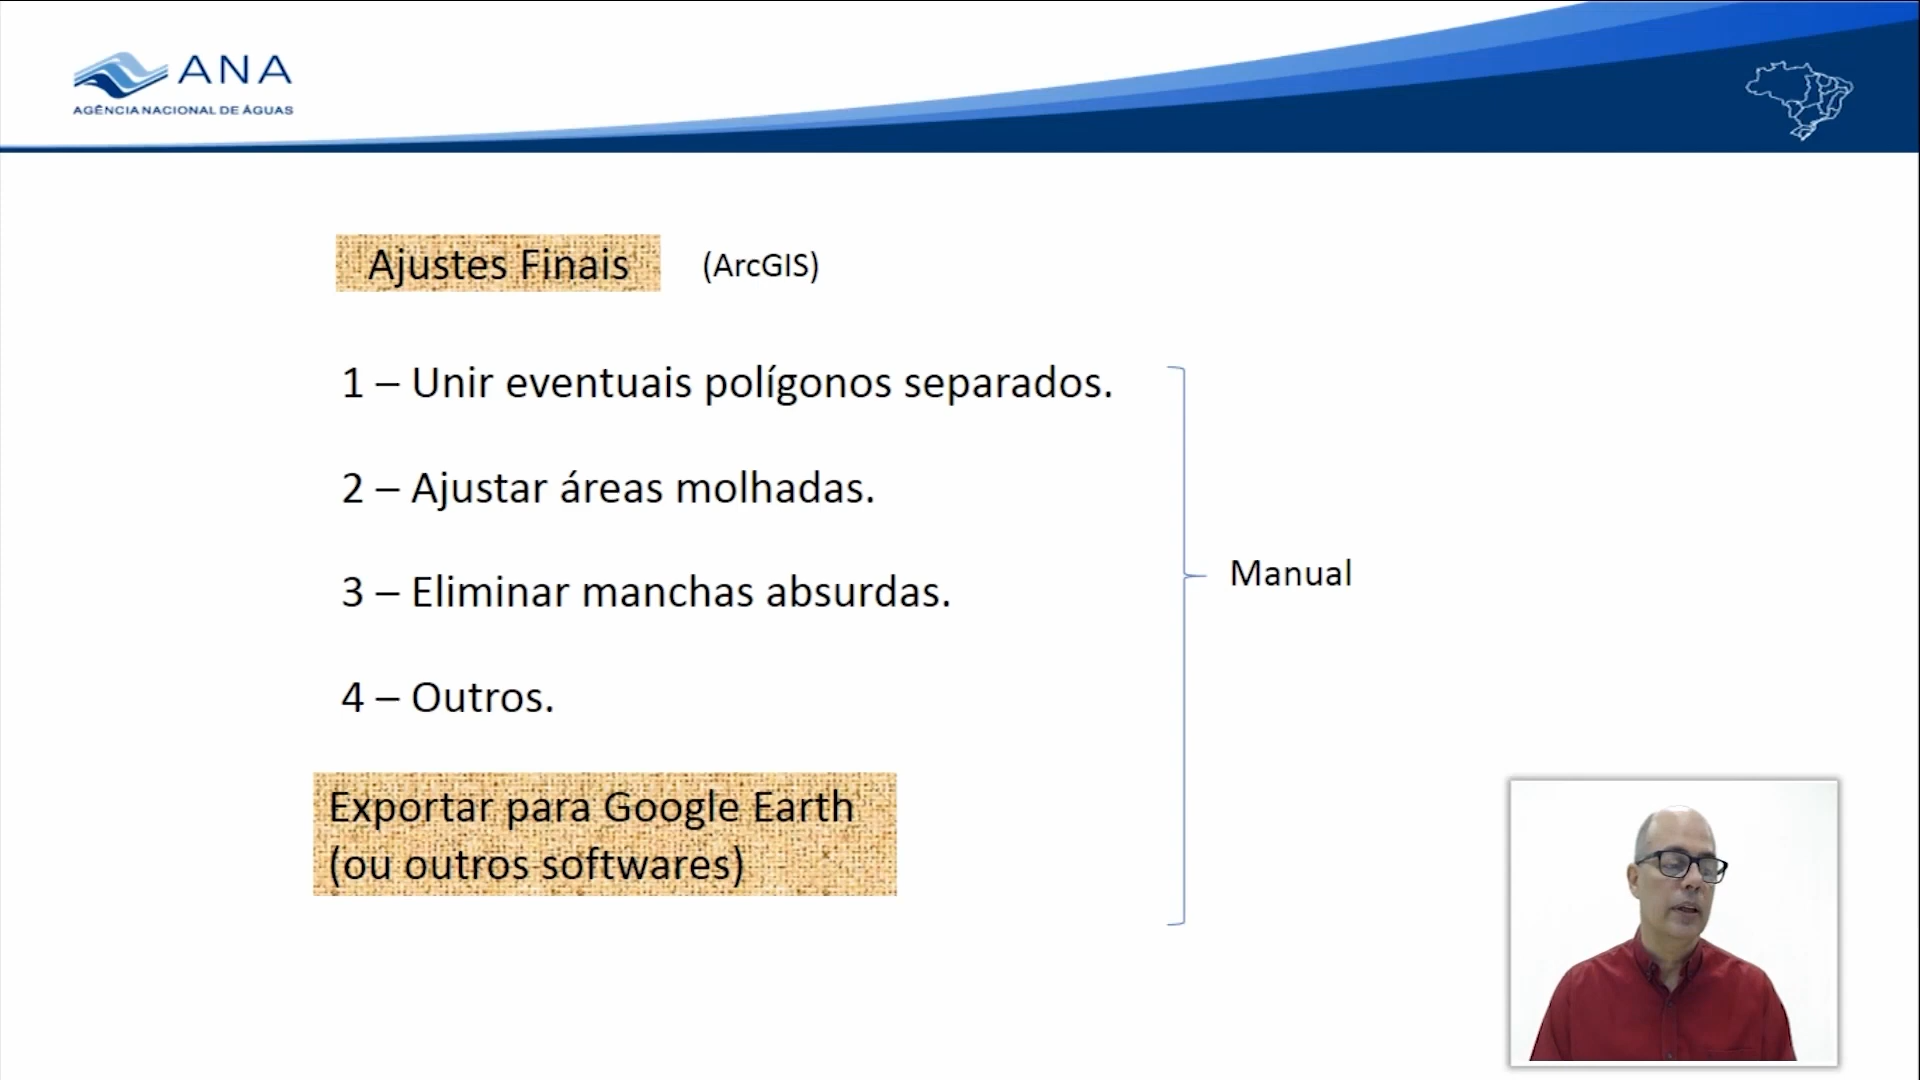 ANA
AGÊNCIA NACIONAL DE ÁGUAS
Ajustes Finais (ArcGIS)
1 – Unir eventuais polígonos separados.
2 – Ajustar áreas molhadas.
3 – Eliminar manchas absurdas.
Manual
4 – Outros.
Exportar para Google Earth
(ou outros softwares)